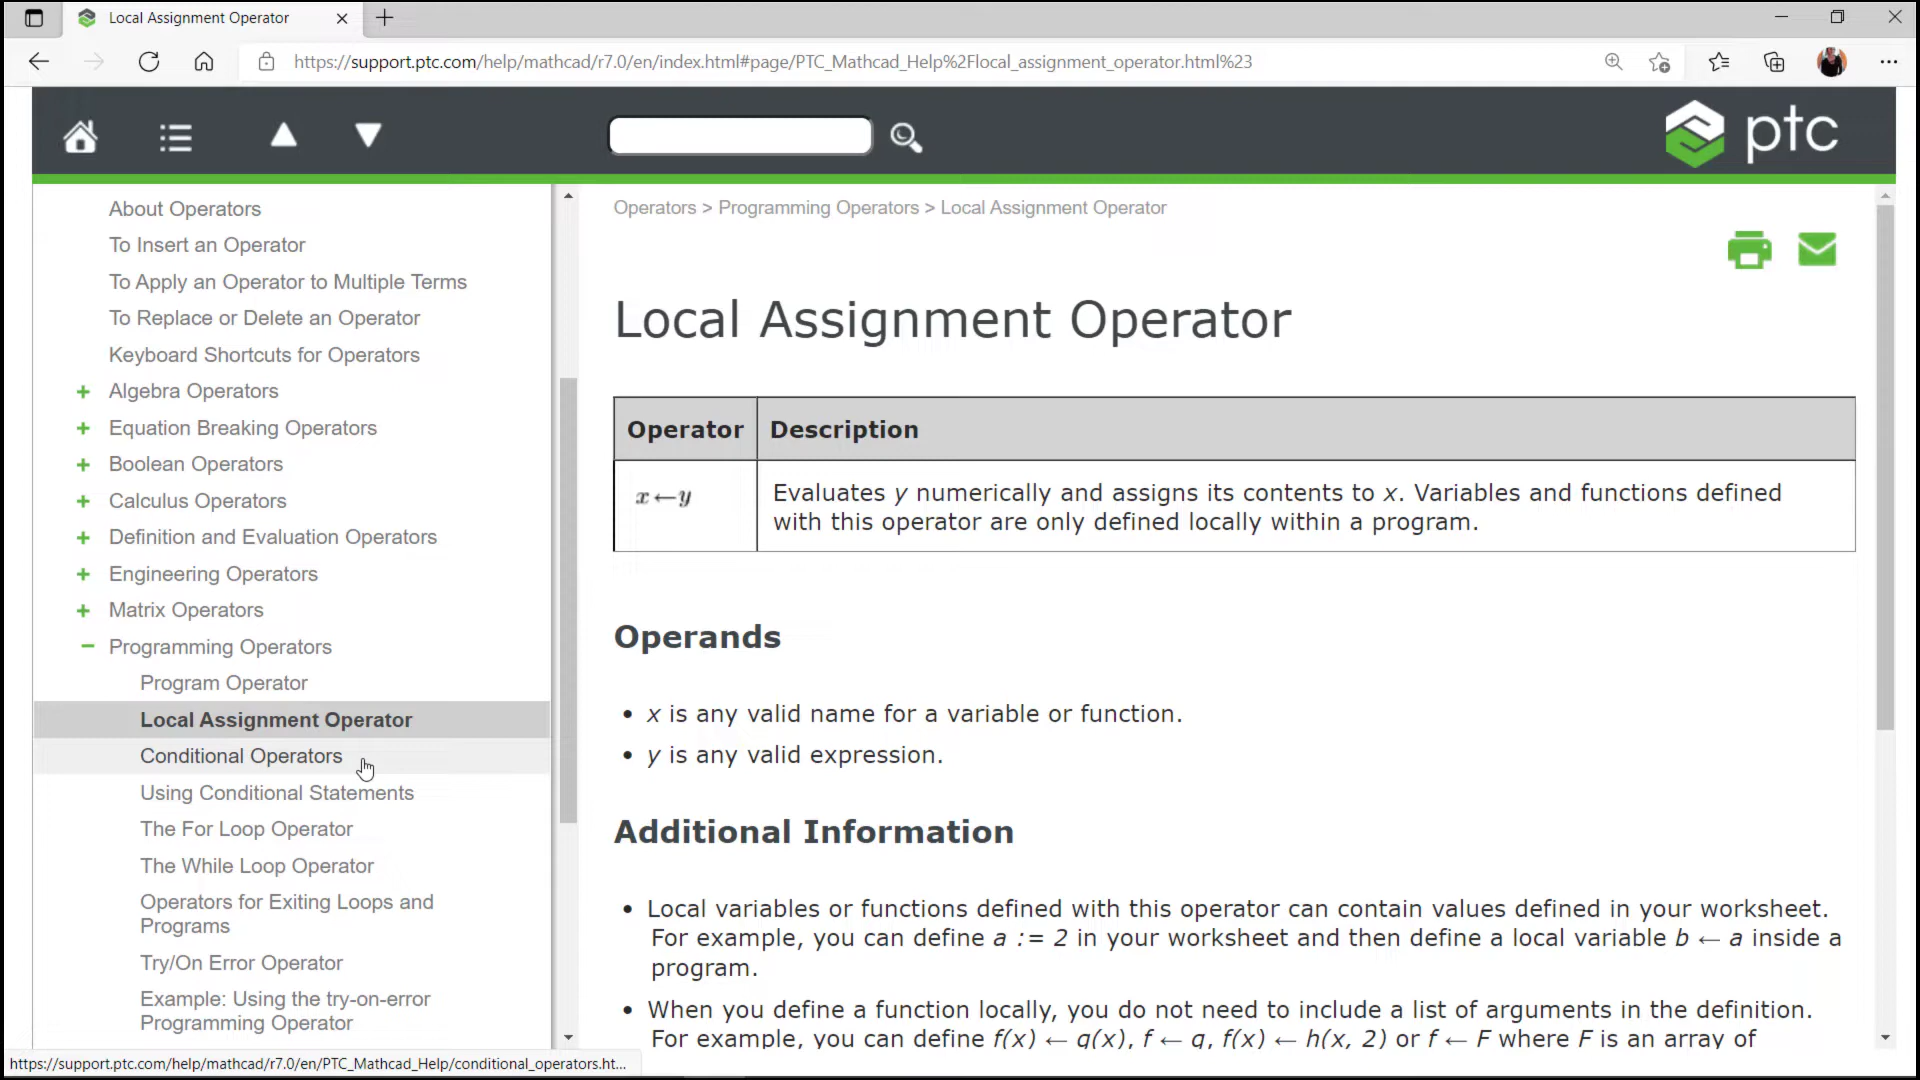 Local Assignment Operator
https://support.ptc.com/help/mathcad/r7.0/en/index.html#page/PTC_Mathcad_Help%2Flocal_assignment_operator.html%23
ptc
About Operators
To Insert an Operator
To Apply an Operator to Multiple Terms
To Replace or Delete an Operator
Keyboard Shortcuts for Operators
Algebra Operators
Equation Breaking Operators
Boolean Operators
Calculus Operators
Definition and Evaluation Operators
Engineering Operators
Matrix Operators
Programming Operators
Program Operator
Local Assignment Operator
Conditional Operators
Using Conditional Statements
The For Loop Operator
The While Loop Operator
Operators for Exiting Loops and
Programs
Try/On Error Operator
Example: Using the try-on-error
Programming Operator
https://support.ptc.com/help/mathcad/r7.0/en/PTC_Mathcad_Help/conditional_operators.ht...
Operators > Programming Operators > Local Assignment Operator
Local Assignment Operator
Operator Description
x←y
Evaluates y numerically and assigns its contents to x. Variables and functions defined
with this operator are only defined locally within a program.
Operands
• x is any valid name for a variable or function.
• y is any valid expression.
Additional Information
• Local variables or functions defined with this operator can contain values defined in your worksheet.
For example, you can define a := 2 in your worksheet and then define a local variable b ← a inside a
program.
• When you define a function locally, you do not need to include a list of arguments in the definition.
For example, you can define f(x) ← g(x), f ← g, f(x) ← h(x, 2) or f ← F where F is an array of